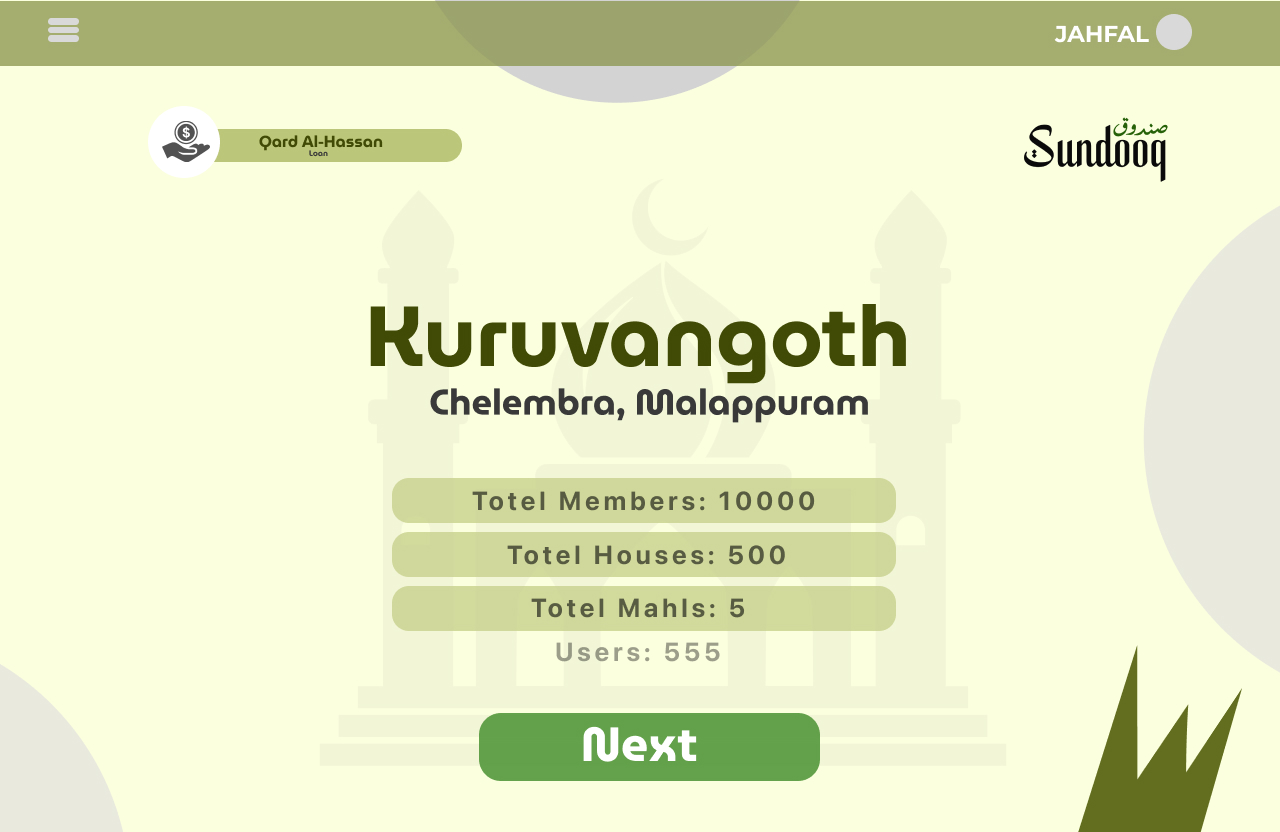 JAHFAL
$
Qard Al-Hassan
Loan
صندوق
Sundooq
Kuruvangoth
Chelembra, Malappuram
Totel Members: 10000
Totel Houses: 500
Totel Mahls: 5
Users: 555
Next